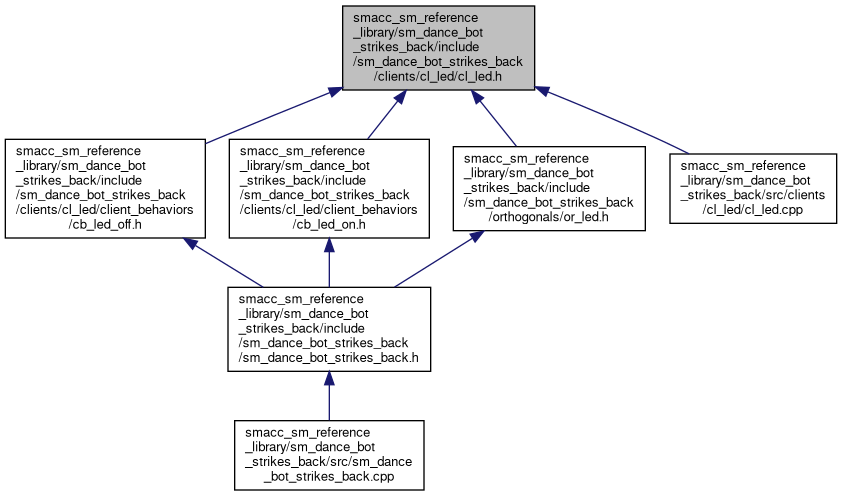 smacc_sm_reference
_library/sm_dance_bot
_strikes_back/include
/sm_dance_bot_strikes_back
/clients/cl_led/cl_led.h
smacc_sm_reference
_library/sm_dance_bot
_strikes_back/include
/sm_dance_bot_strikes_back
/clients/cl_led/client_behaviors
/cb_led_off.h
smacc_sm_reference
_library/sm_dance_bot
_strikes_back/include
/sm_dance_bot_strikes_back
/clients/cl_led/client_behaviors
/cb_led_on.h
smacc_sm_reference
_library/sm_dance_bot
_strikes_back/include
/sm_dance_bot_strikes_back
/orthogonals/or_led.h
smacc_sm_reference
_library/sm_dance_bot
_strikes_back/src/clients
/cl_led/cl_led.cpp
smacc_sm_reference
_library/sm_dance_bot
_strikes_back/include
/sm_dance_bot_strikes_back
/sm_dance_bot_strikes_back.h
smacc_sm_reference
_library/sm_dance_bot
_strikes_back/src/sm_dance
_bot_strikes_back.cpp